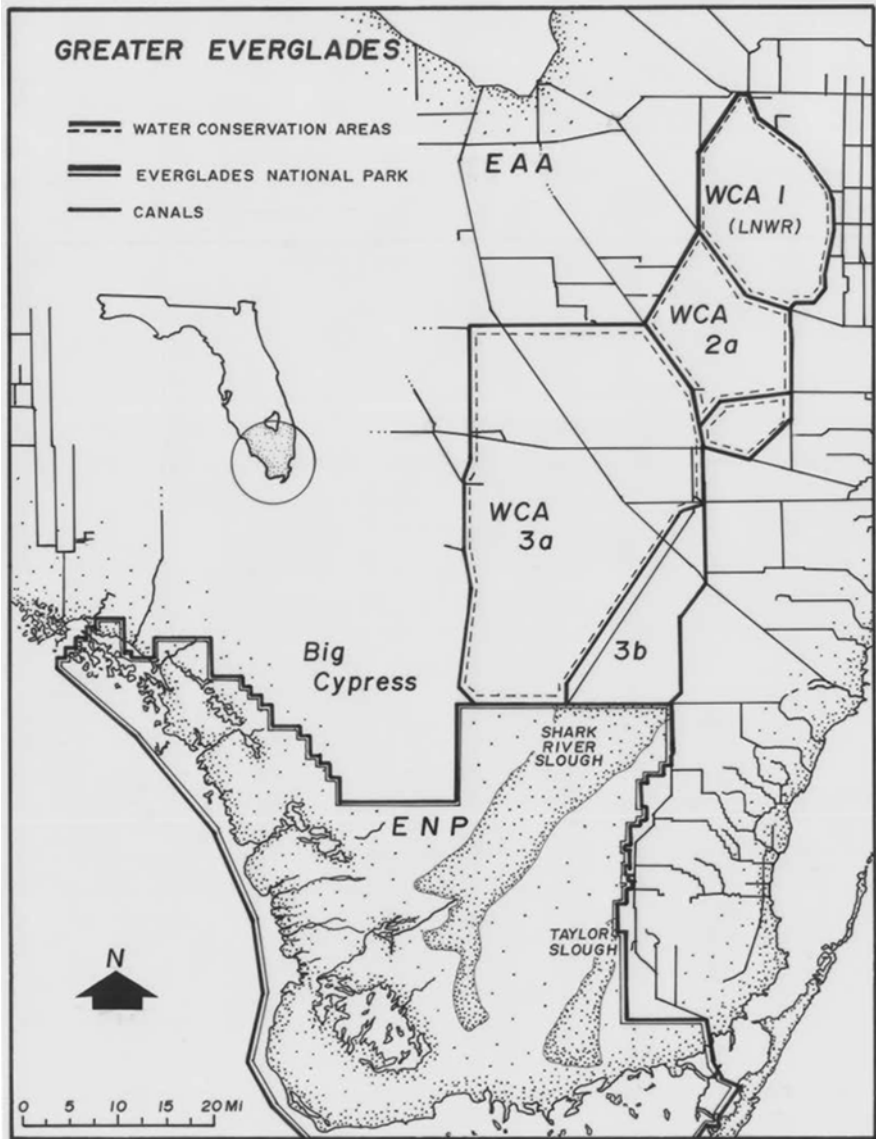 GREATER EVERGLADES
WATER CONSERVATION AREAS
EVERGLADES NATIONAL PARK
CANALS
EAA
WCA 1
(LNWR)
WCA
2a
WCA
3a
3b
Big
Cypress
SHARK
RIVER
SLOUGH
ENP
TAYLOR
SLOUGH
N
0 5 10 15 20 MI